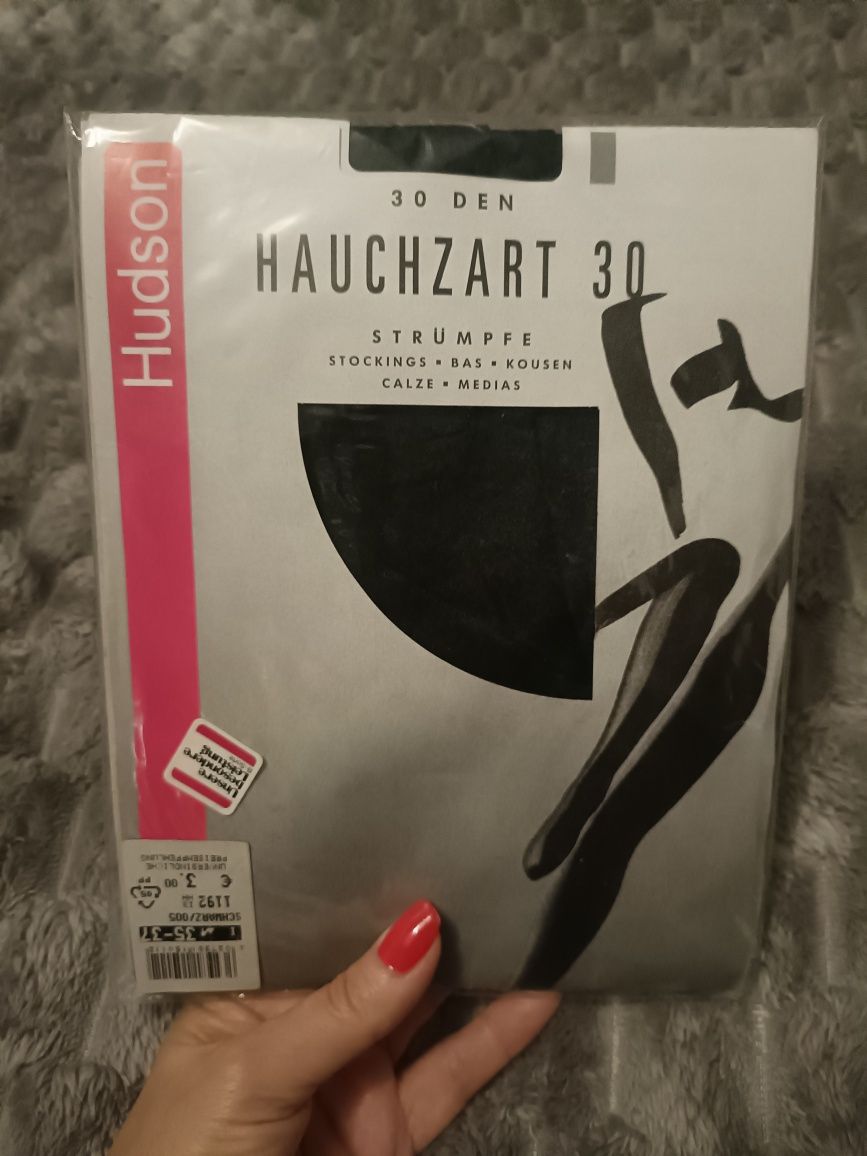 Hudson
30 DEN
HAUCHZART 30
STRÜMPFE
STOCKINGS ▪ BAS ▪ KOUSEN
CALZE ▪ MEDIAS
Unsere
besondere
Leistung
I 35-37
SCHWARZ/005
1192
€ 3.00
UNVERBINDLICHE
PREISEMPFEHLUNG